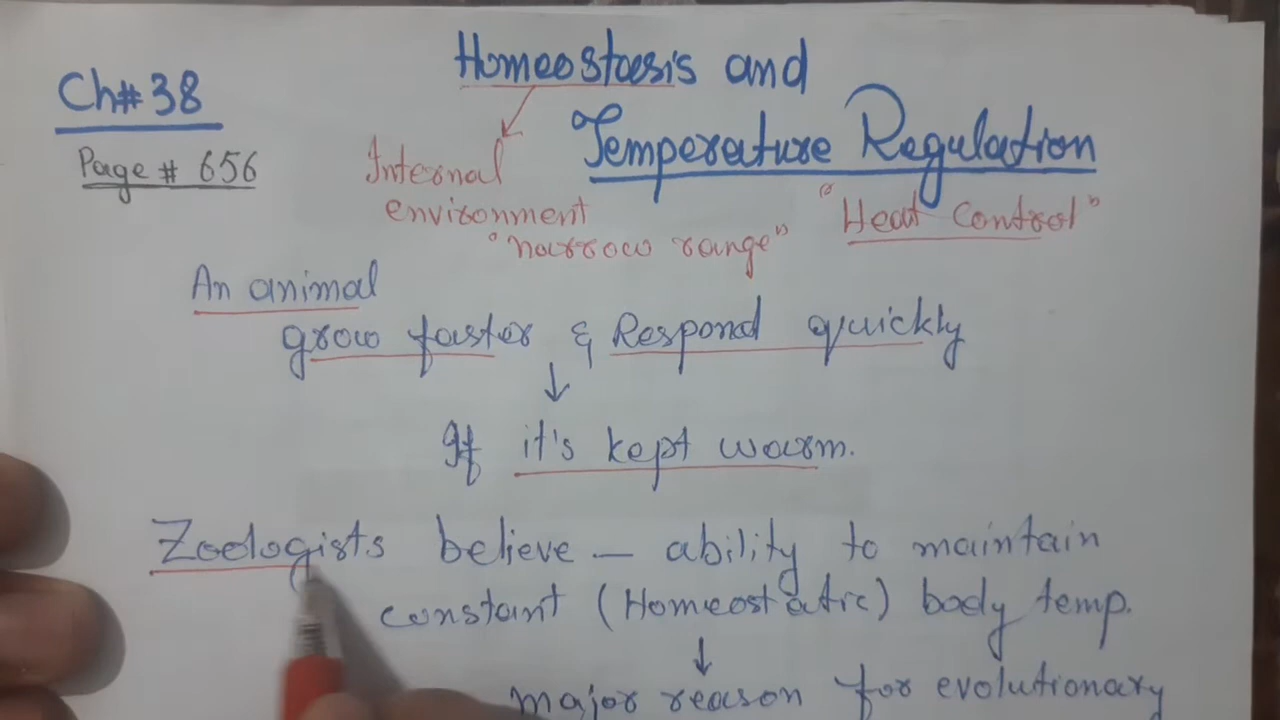 Homeostaesis and
Ch# 38
Temperature Regulation
Page # 656
Internal
environment
"narrow range"
"Heat Control"
An animal
grow faster & Respond quickly
↓
If it's kept warm.
Zoologists believe — ability to maintain
constant (Homeostatic) body temp.
↓
major reason for evolutionary